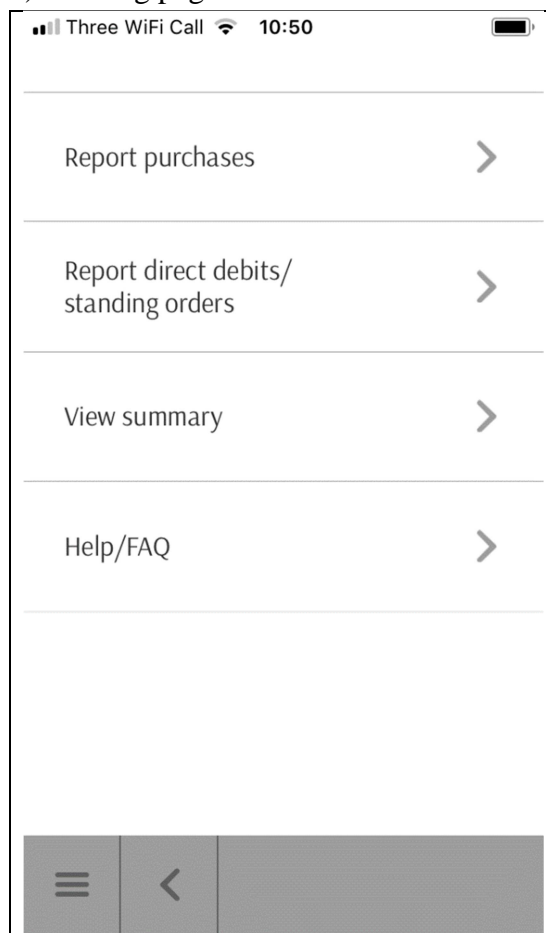 Three WiFi Call 10:50
Report purchases
Report direct debits/
standing orders
View summary
Help/FAQ